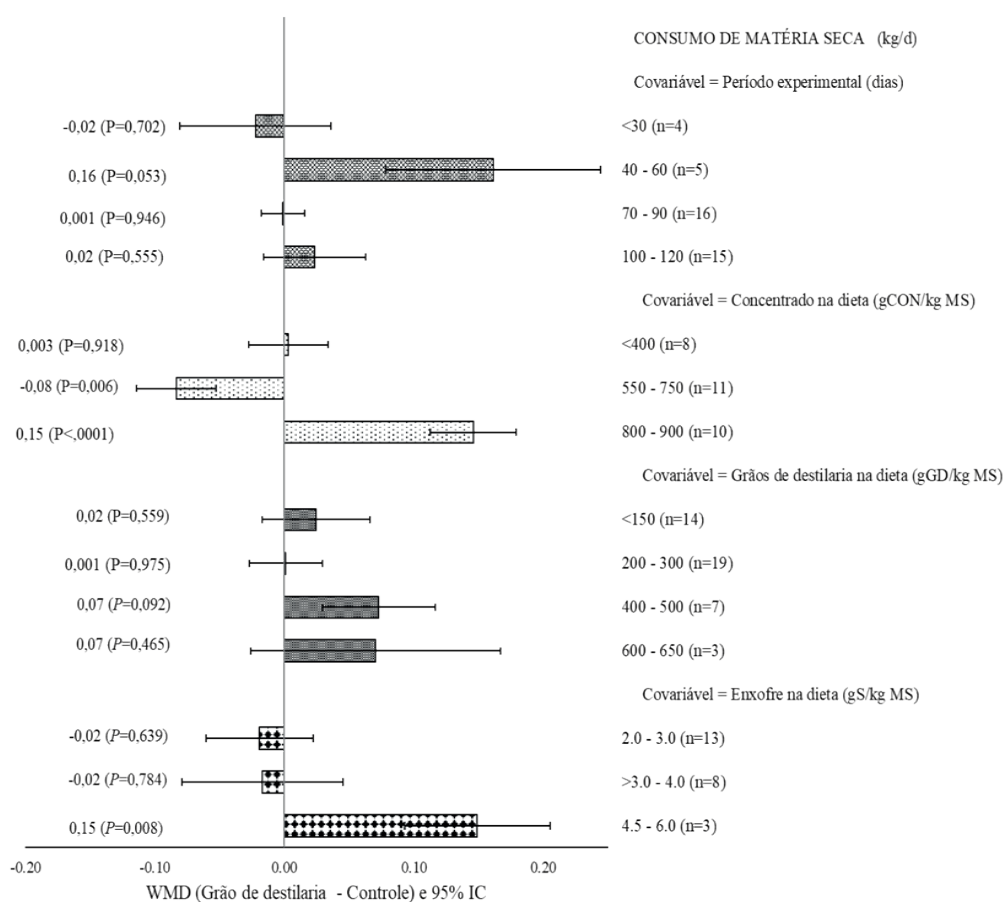 CONSUMO DE MATÉRIA SECA (kg/d)
Covariável = Período experimental (dias)
-0,02 (P=0,702) <30 (n=4)
0,16 (P=0,053) 40 - 60 (n=5)
0,001 (P=0,946) 70 - 90 (n=16)
0,02 (P=0,555) 100 - 120 (n=15)
Covariável = Concentrado na dieta (gCON/kg MS)
0,003 (P=0,918) <400 (n=8)
-0,08 (P=0,006) 550 - 750 (n=11)
0,15 (P<,0001) 800 - 900 (n=10)
Covariável = Grãos de destilaria na dieta (gGD/kg MS)
0,02 (P=0,559) <150 (n=14)
0,001 (P=0,975) 200 - 300 (n=19)
0,07 (P=0,092) 400 - 500 (n=7)
0,07 (P=0,465) 600 - 650 (n=3)
Covariável = Enxofre na dieta (gS/kg MS)
-0,02 (P=0,639) 2.0 - 3.0 (n=13)
-0,02 (P=0,784) >3.0 - 4.0 (n=8)
0,15 (P=0,008) 4.5 - 6.0 (n=3)
-0.20 -0.10 0.00 0.10 0.20
WMD (Grão de destilaria - Controle) e 95% IC